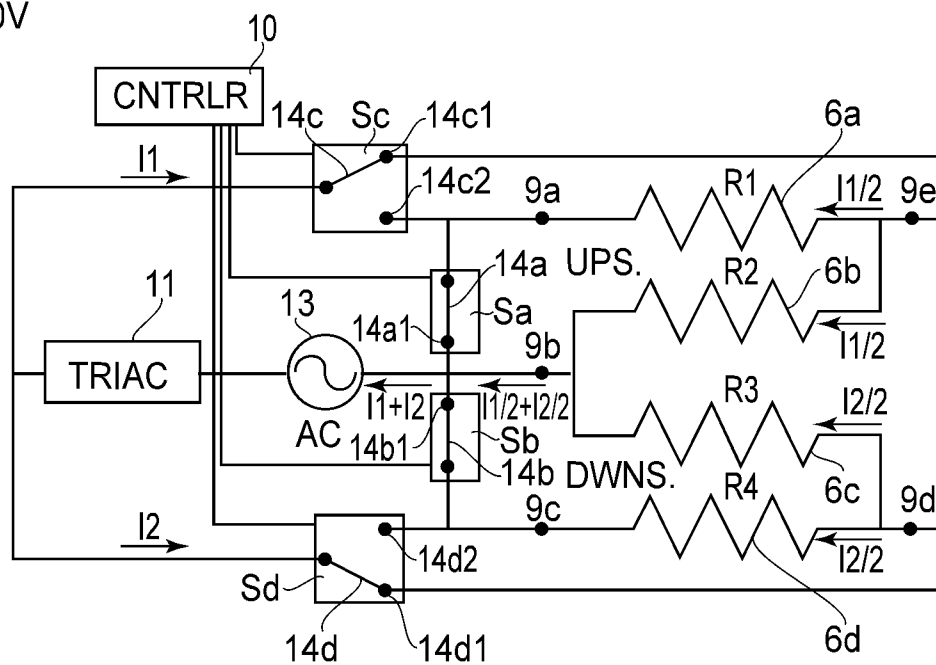 0V
10
CNTRLR
14c
Sc
14c1
6a
I1
R1
I1/2
9e
14c2
9a
UPS.
R2
14a
6b
11
13
Sa
14a1
9b
I1/2
TRIAC
I1+I2
I1/2+I2/2
R3
I2/2
AC
14b1
Sb
14b
DWNS.
R4
6c
9c
9d
I2
14d2
I2/2
Sd
14d
14d1
6d